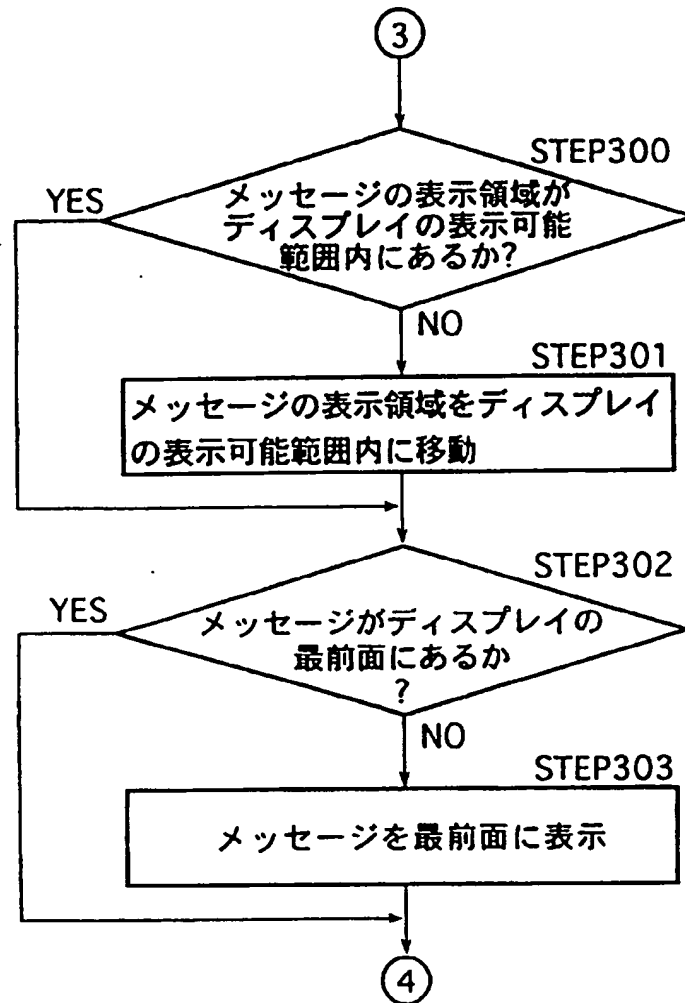 3
STEP300
YES
メッセージの表示領域が
ディスプレイの表示可能
範囲内にあるか?
NO
STEP301
メッセージの表示領域をディスプレイ
の表示可能範囲内に移動
STEP302
YES
メッセージがディスプレイの
最前面にあるか
?
NO
STEP303
メッセージを最前面に表示
4